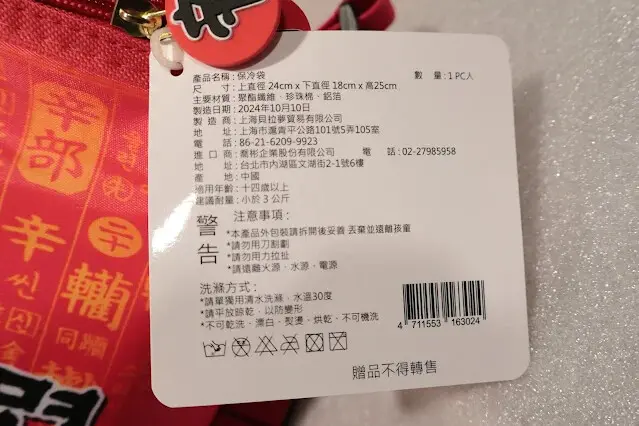 產品名稱：保冷袋 數量：1 PC入
尺寸：上直徑 24cm x 下直徑 18cm x 高25cm
主要材質：聚酯纖維、珍珠棉、鋁箔
製造日期：2024年10月10日
製造商：上海貝拉夢貿易有限公司
地址：上海市滬青平公路101號5弄105室
電話：86-21-6209-9923
進口商：喬彬企業股份有限公司 電話：02-27985958
地址：台北市內湖區文湖街2-1號6樓
產地：中國
適用年齡：十四歲以上
建議耐重：小於 3 公斤
警告
注意事項：
*本產品外包裝請拆開後妥善丟棄並遠離孩童
*請勿用刀割劃
*請勿用力拉扯
*請遠離火源、水源、電源
洗滌方式：
*請單獨用清水洗滌，水溫30度
*請平放晾乾，以防變形
*不可乾洗、漂白、熨燙、烘乾、不可機洗
4 711553 163024
贈品不得轉售
辛部
辛
씬
同